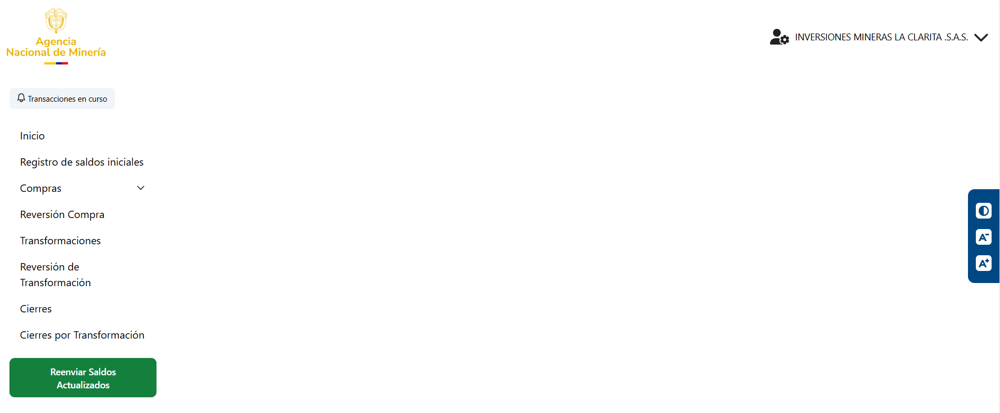 Agencia
Nacional de Minería
INVERSIONES MINERAS LA CLARITA .S.A.S.
Transacciones en curso
Inicio
Registro de saldos iniciales
Compras
Reversión Compra
Transformaciones
Reversión de
Transformación
Cierres
Cierres por Transformación
Reenviar Saldos
Actualizados
A-
A+